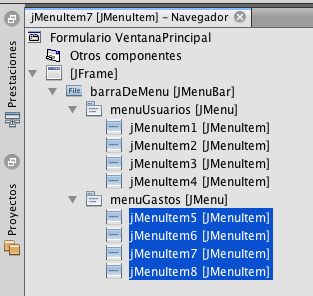 jMenuItem7 [JMenuItem] – Navegador
Formulario VentanaPrincipal
Otros componentes
[JFrame]
File
barraDeMenu [JMenuBar]
menuUsuarios [JMenu]
jMenuItem1 [JMenuItem]
jMenuItem2 [JMenuItem]
jMenuItem3 [JMenuItem]
jMenuItem4 [JMenuItem]
menuGastos [JMenu]
jMenuItem5 [JMenuItem]
jMenuItem6 [JMenuItem]
jMenuItem7 [JMenuItem]
jMenuItem8 [JMenuItem]
Prestaciones
Proyectos